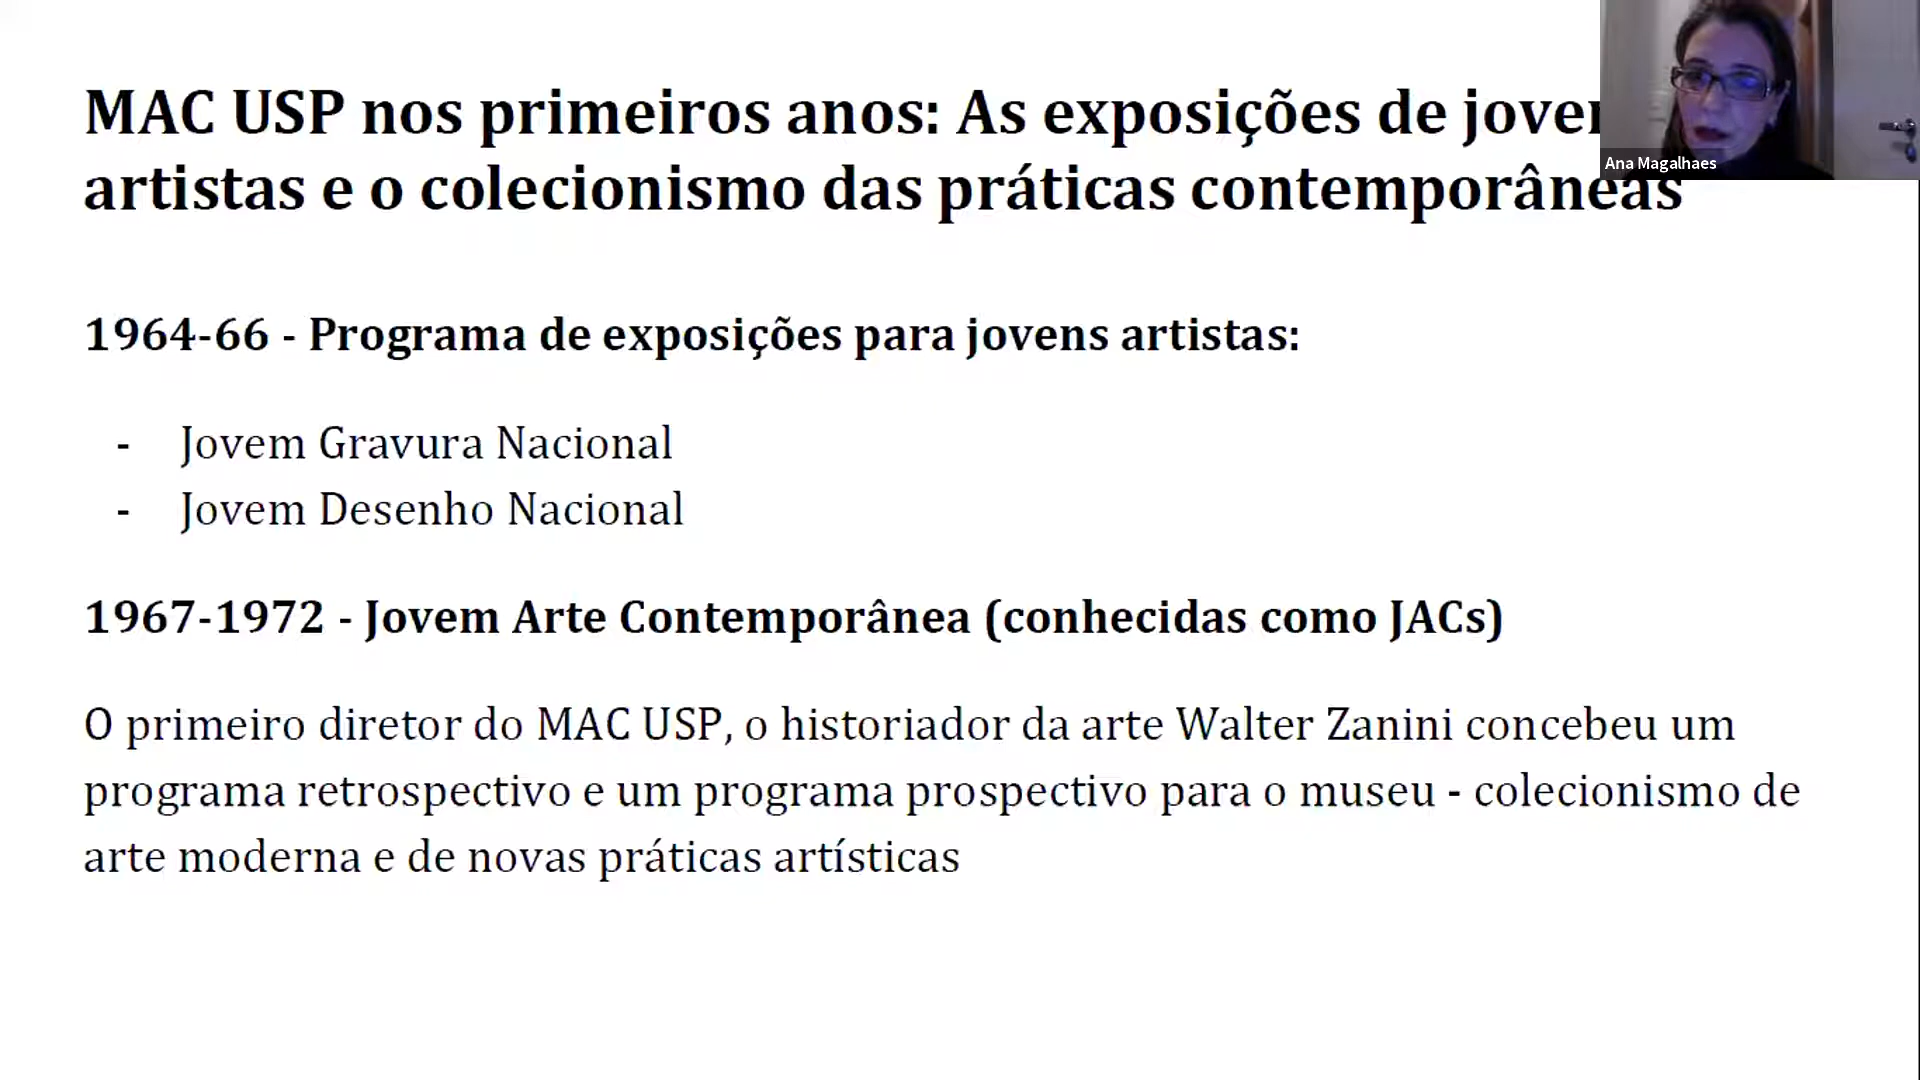 MAC USP nos primeiros anos: As exposições de
artistas e o colecionismo das práticas contemporâneas
Ana Magalhaes
1964-66 - Programa de exposições para jovens artistas:
- Jovem Gravura Nacional
- Jovem Desenho Nacional
1967-1972 - Jovem Arte Contemporânea (conhecidas como JACs)
O primeiro diretor do MAC USP, o historiador da arte Walter Zanini concebeu um
programa retrospectivo e um programa prospectivo para o museu - colecionismo de
arte moderna e de novas práticas artísticas